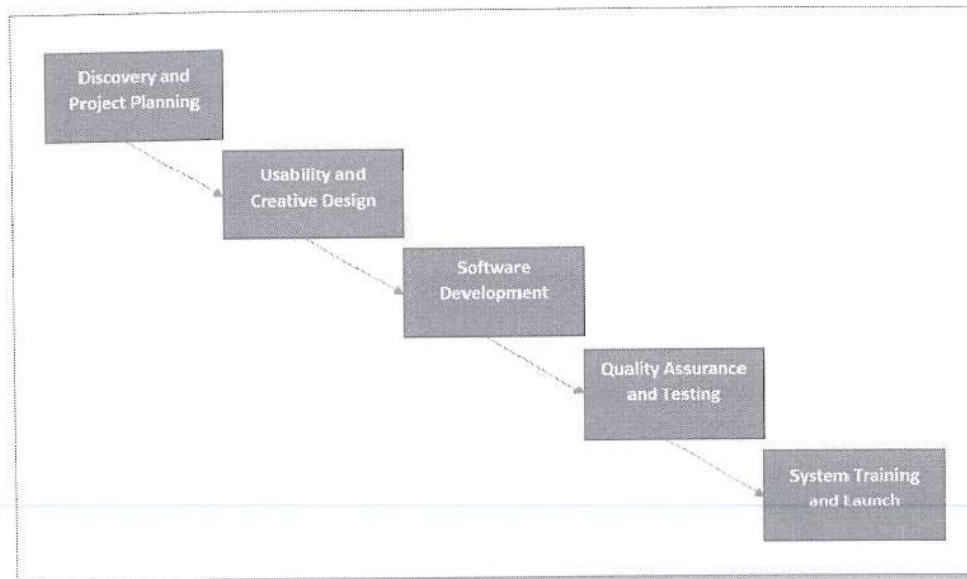 Discovery and
Project Planning
Usability and
Creative Design
Software
Development
Quality Assurance
and Testing
System Training
and Launch